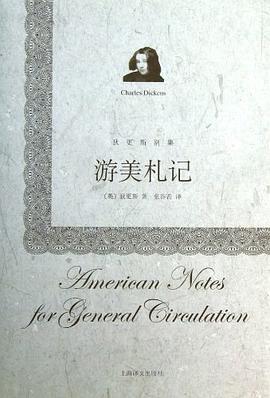 Charles Dickens
狄更斯别集
游美札记
〔英〕狄更斯 著 张谷若 译
American Notes
for General Circulation
上海译文出版社